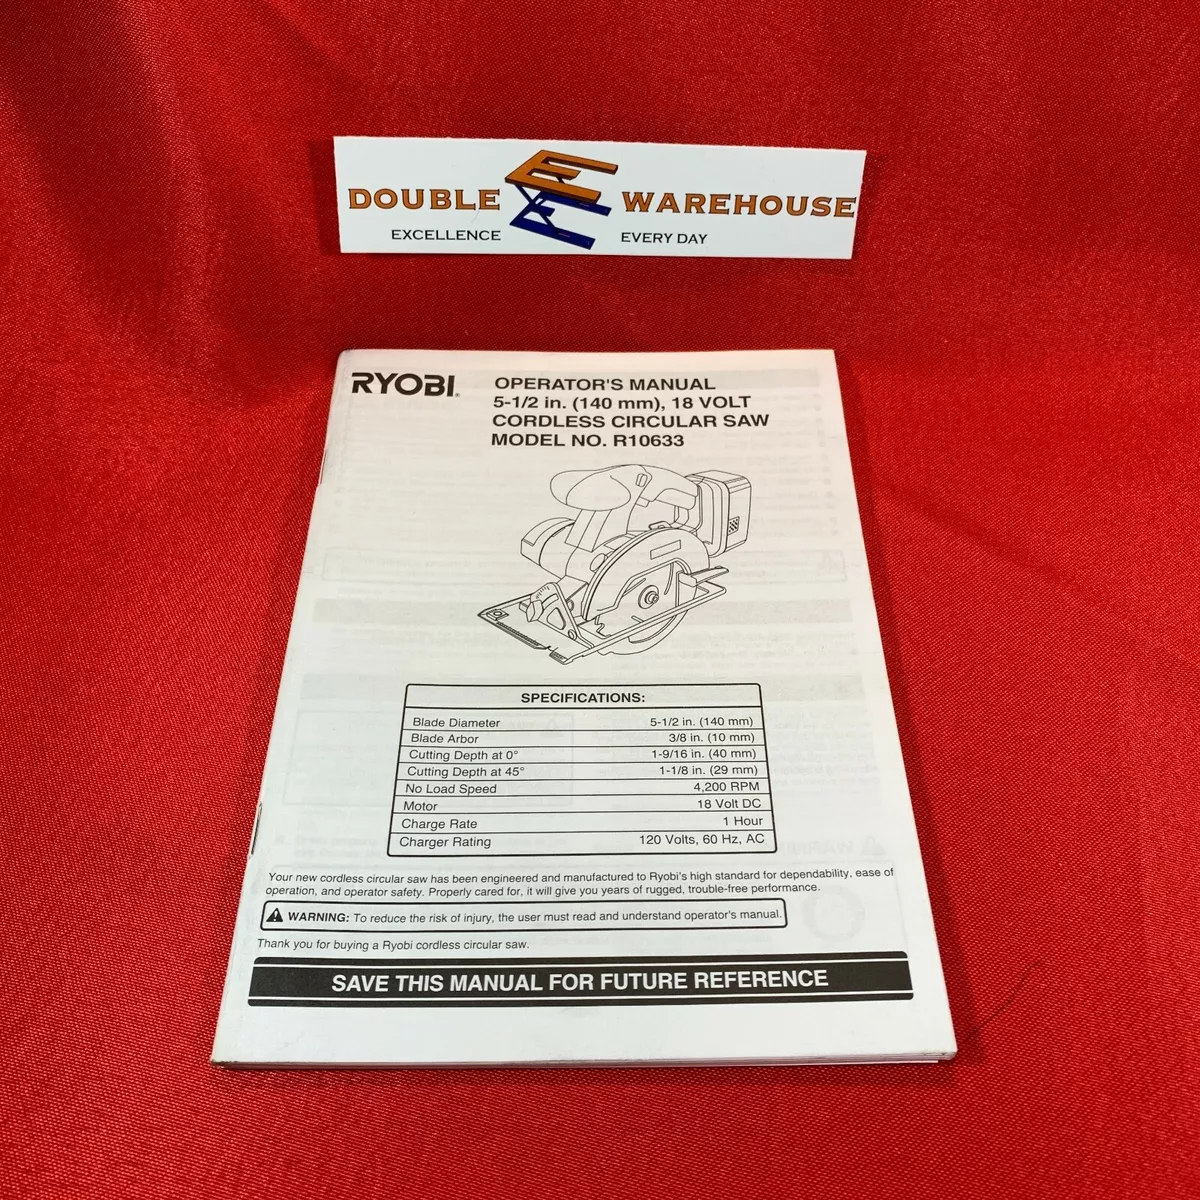 DOUBLE WAREHOUSE
EXCELLENCE EVERY DAY
RYOBI®
OPERATOR'S MANUAL
5-1/2 in. (140 mm), 18 VOLT
CORDLESS CIRCULAR SAW
MODEL NO. R10633
SPECIFICATIONS:
Blade Diameter 5-1/2 in. (140 mm)
Blade Arbor 3/8 in. (10 mm)
Cutting Depth at 0° 1-9/16 in. (40 mm)
Cutting Depth at 45° 1-1/8 in. (29 mm)
No Load Speed 4,200 RPM
Motor 18 Volt DC
Charge Rate 1 Hour
Charger Rating 120 Volts, 60 Hz, AC
Your new cordless circular saw has been engineered and manufactured to Ryobi's high standard for dependability, ease of
operation, and operator safety. Properly cared for, it will give you years of rugged, trouble-free performance.
WARNING: To reduce the risk of injury, the user must read and understand operator's manual.
Thank you for buying a Ryobi cordless circular saw.
SAVE THIS MANUAL FOR FUTURE REFERENCE